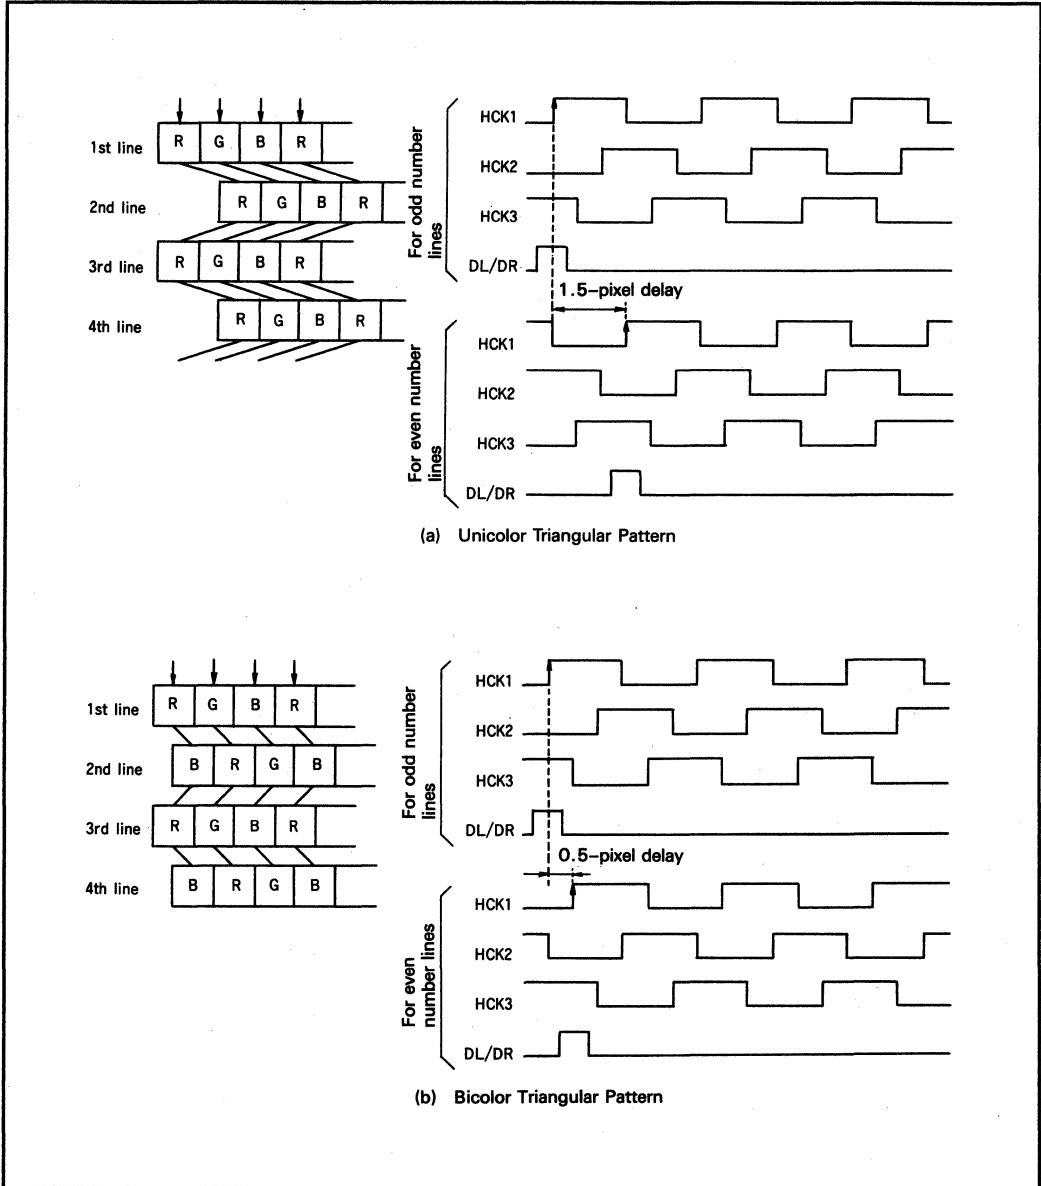 1st line R G B R
2nd line R G B R
3rd line R G B R
4th line R G B R
For odd number
lines
HCK1
HCK2
HCK3
DL/DR
1.5-pixel delay
For even number
lines
HCK1
HCK2
HCK3
DL/DR
(a) Unicolor Triangular Pattern
1st line R G B R
2nd line B R G B
3rd line R G B R
4th line B R G B
For odd number
lines
HCK1
HCK2
HCK3
DL/DR
0.5-pixel delay
For even
number lines
HCK1
HCK2
HCK3
DL/DR
(b) Bicolor Triangular Pattern